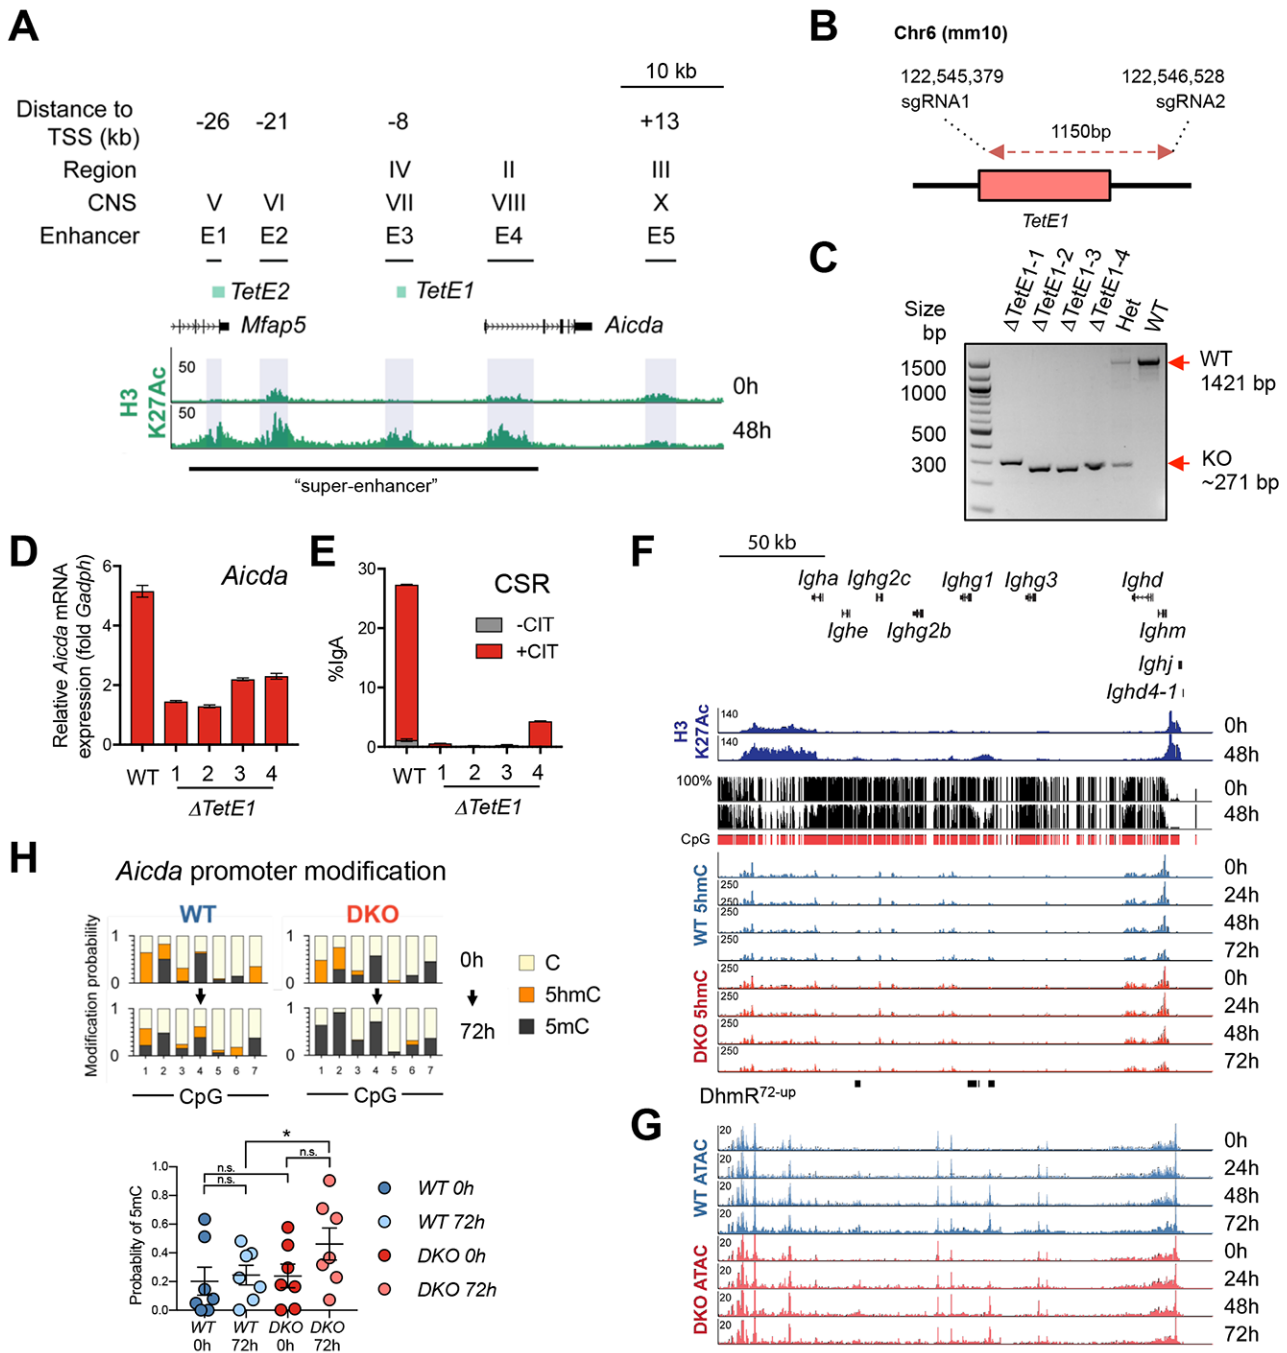 A
10 kb
Distance to TSS (kb) -26 -21 -8 +13
Region IV II III
CNS V VI VII VIII X
Enhancer E1 E2 E3 E4 E5
TetE2 TetE1
Mfap5 Aicda
H3 K27Ac
50
0h
50
48h
"super-enhancer"
B
Chr6 (mm10)
122,545,379 122,546,528
sgRNA1 sgRNA2
1150bp
TetE1
C
ΔTetE1-1 ΔTetE1-2 ΔTetE1-3 ΔTetE1-4 Het WT
Size bp
1500
1000
500
300
WT
1421 bp
KO
~271 bp
D
Relative Aicda mRNA
expression (fold Gadph)
Aicda
6
4
2
0
WT 1 2 3 4
ΔTetE1
E
CSR
%IgA
30
20
10
0
-CIT
+CIT
WT 1 2 3 4
ΔTetE1
F
50 kb
Igha Ighg2c Ighg1 Ighg3 Ighd
Ighe Ighg2b Ighm
Ighj
Ighd4-1
H3 K27Ac
140 0h
140 48h
100% 0h
48h
CpG
WT 5hmC
0h
250 24h
250
250 48h
250 72h
DKO 5hmC
250 0h
250 24h
250 48h
250 72h
DhmR72-up
G
WT ATAC
20 0h
20 24h
20 48h
20 72h
DKO ATAC
20 0h
20 24h
20 48h
20 72h
H
Aicda promoter modification
WT DKO
Modification probability
1
0
0h
1
0
72h
1 2 3 4 5 6 7 1 2 3 4 5 6 7
CpG CpG
C
5hmC
5mC
Probablity of 5mC
1.0
0.8
0.6
0.4
0.2
0.0
*
n.s. n.s.
n.s.
WT 0h
WT 72h
DKO 0h
DKO 72h
WT WT DKO DKO
0h 72h 0h 72h